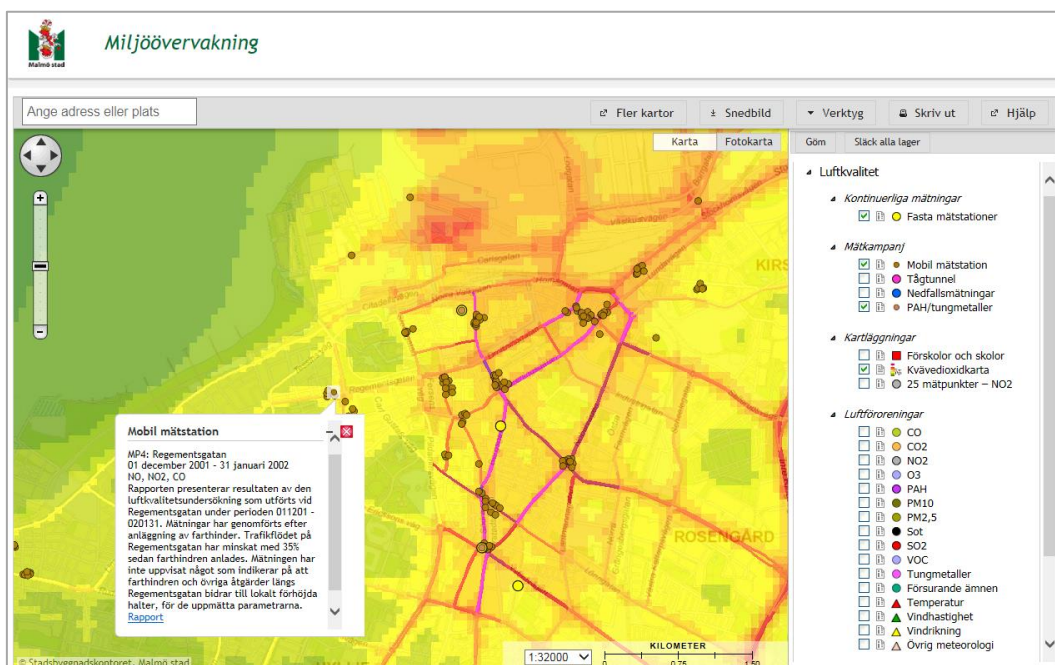 Malmö stad
Miljöövervakning
Ange adress eller plats
Fler kartor
Snedbild
Verktyg
Skriv ut
Hjälp
Karta
Fotokarta
Göm
Släck alla lager
Luftkvalitet
Kontinuerliga mätningar
Fasta mätstationer
Mätkampanj
Mobil mätstation
Tågtunnel
Nedfallsmätningar
PAH/tungmetaller
Kartläggningar
Förskolor och skolor
Kvävedioxidkarta
25 mätpunkter – NO2
Luftföroreningar
CO
CO2
NO2
O3
PAH
PM10
PM2,5
Sot
SO2
VOC
Tungmetaller
Försurande ämnen
Temperatur
Vindhastighet
Vindrikning
Övrig meteorologi
KIRS
ROSENGÅRD
Regementsgatan
Mobil mätstation
MP4: Regementsgatan
01 december 2001 - 31 januari 2002
NO, NO2, CO
Rapporten presenterar resultaten av den
luftkvalitetsundersökning som utförts vid
Regementsgatan under perioden 011201 -
020131. Mätningar har genomförts efter
anläggning av farthinder. Trafikflödet på
Regementsgatan har minskat med 35%
sedan farthindren anlades. Mätningen har
inte uppvisat något som indikerar på att
farthindren och övriga åtgärder längs
Regementsgatan bidrar till lokalt förhöjda
halter, för de uppmätta parametrarna.
Rapport
© Stadsbyggnadskontoret, Malmö stad
1:32000
KILOMETER
0 0.75 1.50